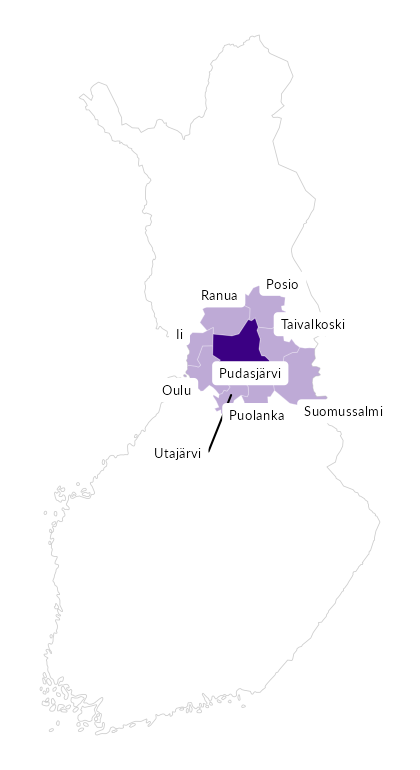 Posio
Ranua
Taivalkoski
Ii
Pudasjärvi
Oulu
Suomussalmi
Puolanka
Utajärvi